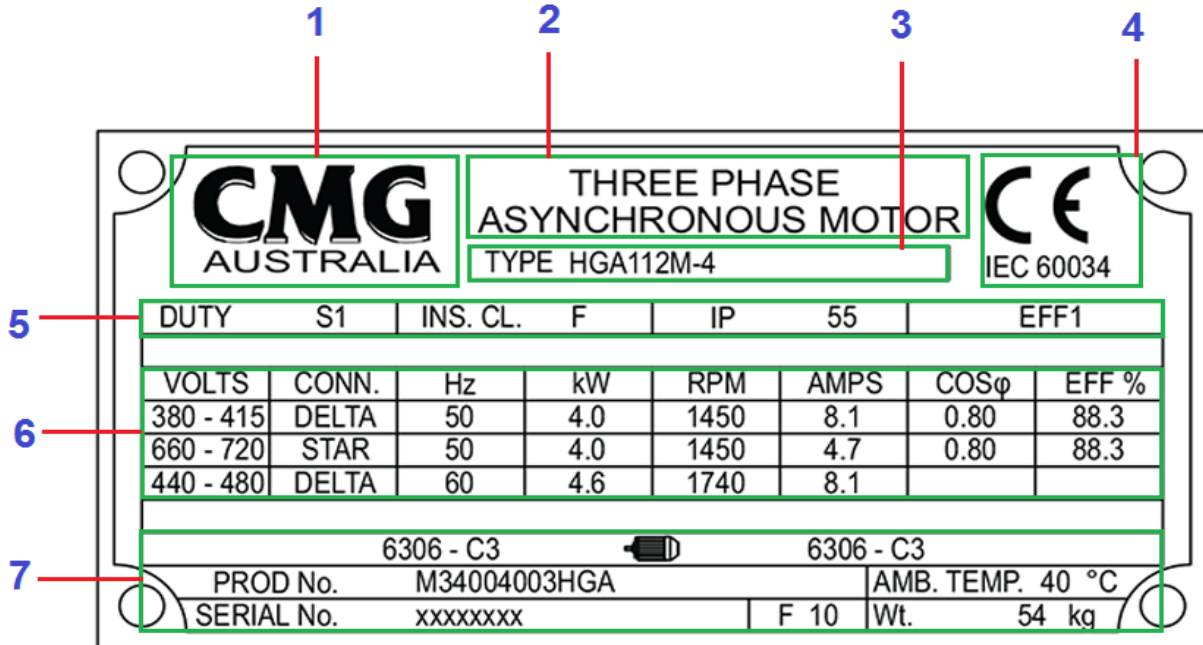 1 2 3 4
CMG
AUSTRALIA
THREE PHASE
ASYNCHRONOUS MOTOR
TYPE HGA112M-4
CE
IEC 60034
5
DUTY S1 INS. CL. F IP 55 EFF1
VOLTS CONN. Hz kW RPM AMPS COSφ EFF %
380 - 415 DELTA 50 4.0 1450 8.1 0.80 88.3
6
660 - 720 STAR 50 4.0 1450 4.7 0.80 88.3
440 - 480 DELTA 60 4.6 1740 8.1
6306 - C3 6306 - C3
7
PROD No. M34004003HGA AMB. TEMP. 40 °C
SERIAL No. xxxxxxxx F 10 Wt. 54 kg